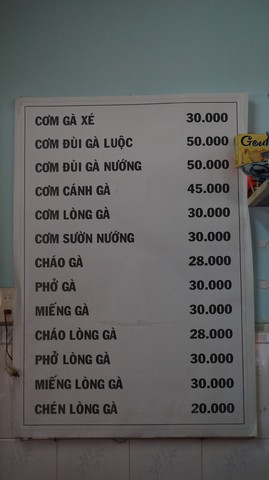 CƠM GÀ XÉ 30.000
CƠM ĐÙI GÀ LUỘC 50.000
CƠM ĐÙI GÀ NƯỚNG 50.000
CƠM CÁNH GÀ 45.000
CƠM LÒNG GÀ 30.000
CƠM SƯỜN NƯỚNG 30.000
CHÁO GÀ 28.000
PHỞ GÀ 30.000
MIẾNG GÀ 30.000
CHÁO LÒNG GÀ 28.000
PHỞ LÒNG GÀ 30.000
MIẾNG LÒNG GÀ 30.000
CHÉN LÒNG GÀ 20.000